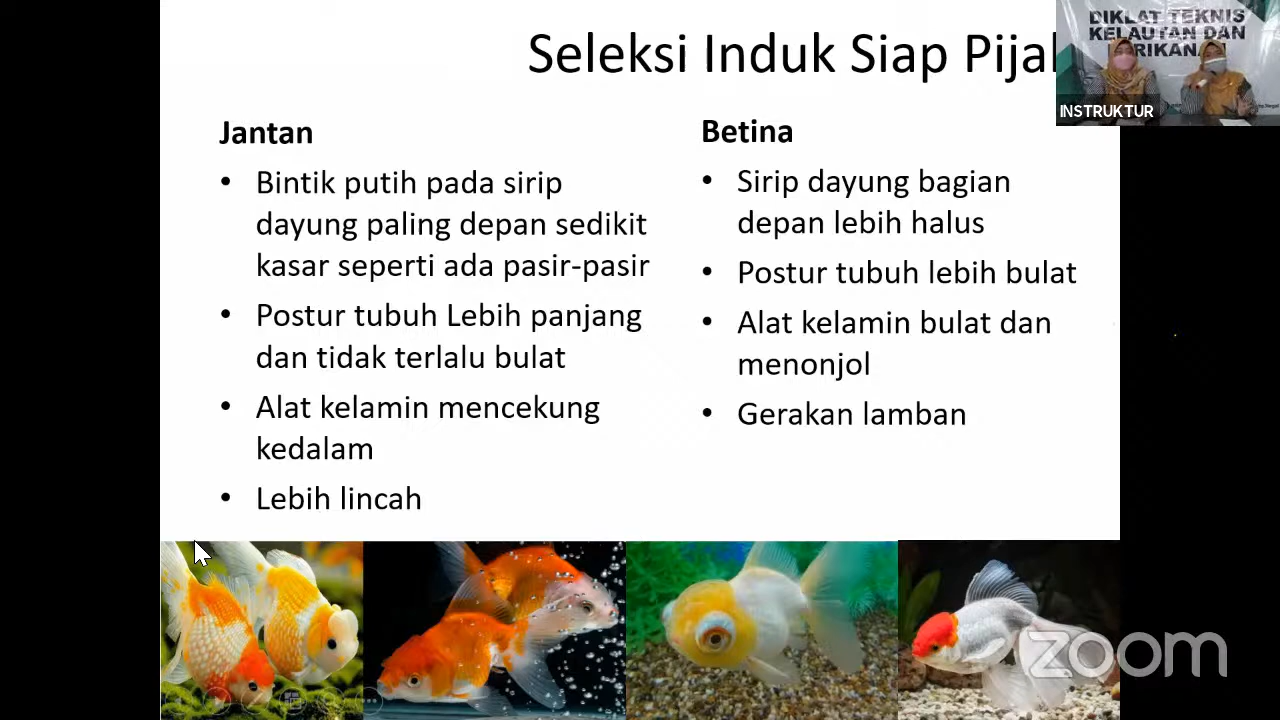 Seleksi Induk Siap Pijah
DIKLAT TEKNIS
KELAUTAN DAN
PERIKANAN
INSTRUKTUR
Jantan
• Bintik putih pada sirip
dayung paling depan sedikit
kasar seperti ada pasir-pasir
• Postur tubuh Lebih panjang
dan tidak terlalu bulat
• Alat kelamin mencekung
kedalam
• Lebih lincah
Betina
• Sirip dayung bagian
depan lebih halus
• Postur tubuh lebih bulat
• Alat kelamin bulat dan
menonjol
• Gerakan lamban
zoom